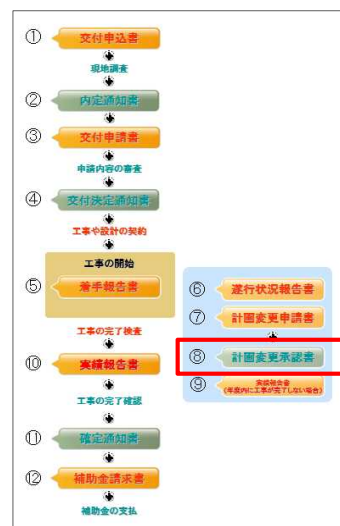 ① 交付申込書
現地調査
② 内定通知書
③ 交付申請書
申請内容の審査
④ 交付決定通知書
工事や設計の契約
工事の開始
⑤ 着手報告書
工事の完了検査
⑩ 実績報告書
工事の完了確認
⑪ 確定通知書
⑫ 補助金請求書
補助金の支払
⑥ 遂行状況報告書
⑦ 計画変更申請書
⑧ 計画変更承認書
⑨ 実績報告書
(年度内に工事が完了しない場合)